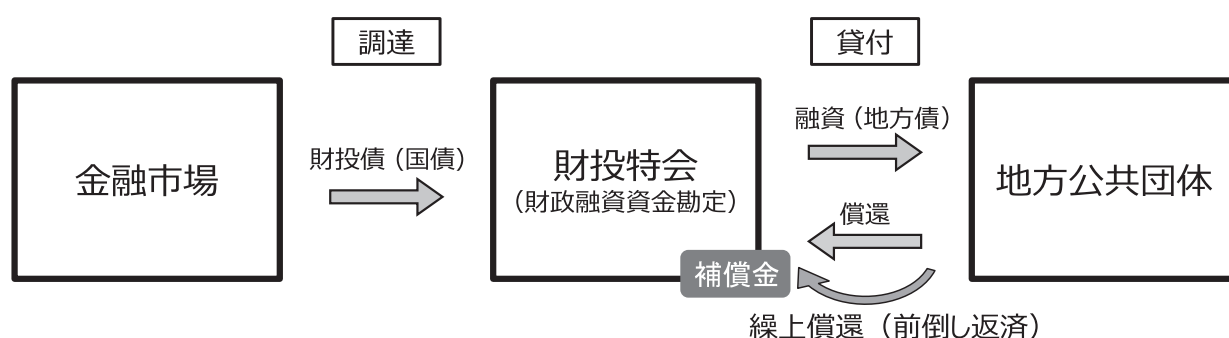 調達
貸付
金融市場
財投債（国債）
財投特会
（財政融資資金勘定）
補償金
融資（地方債）
償還
繰上償還（前倒し返済）
地方公共団体